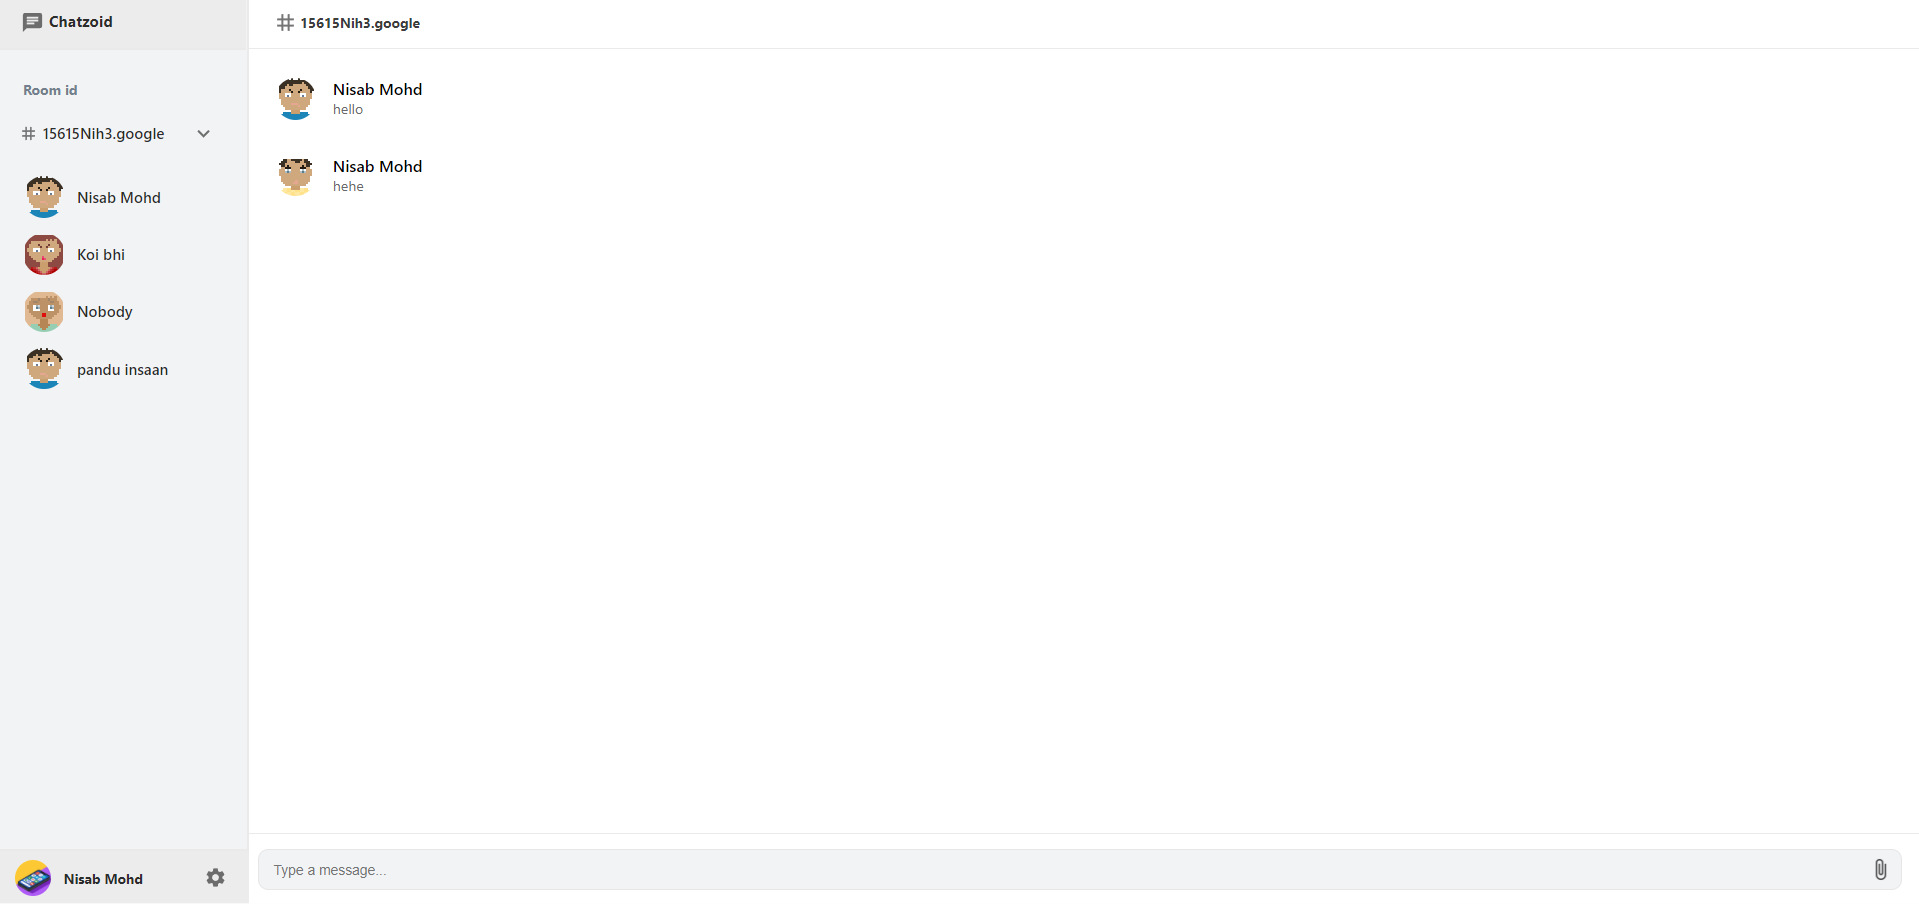 Chatzoid
Room id
15615Nih3.google
Nisab Mohd
Koi bhi
Nobody
pandu insaan
Nisab Mohd
15615Nih3.google
Nisab Mohd
hello
Nisab Mohd
hehe
Type a message...